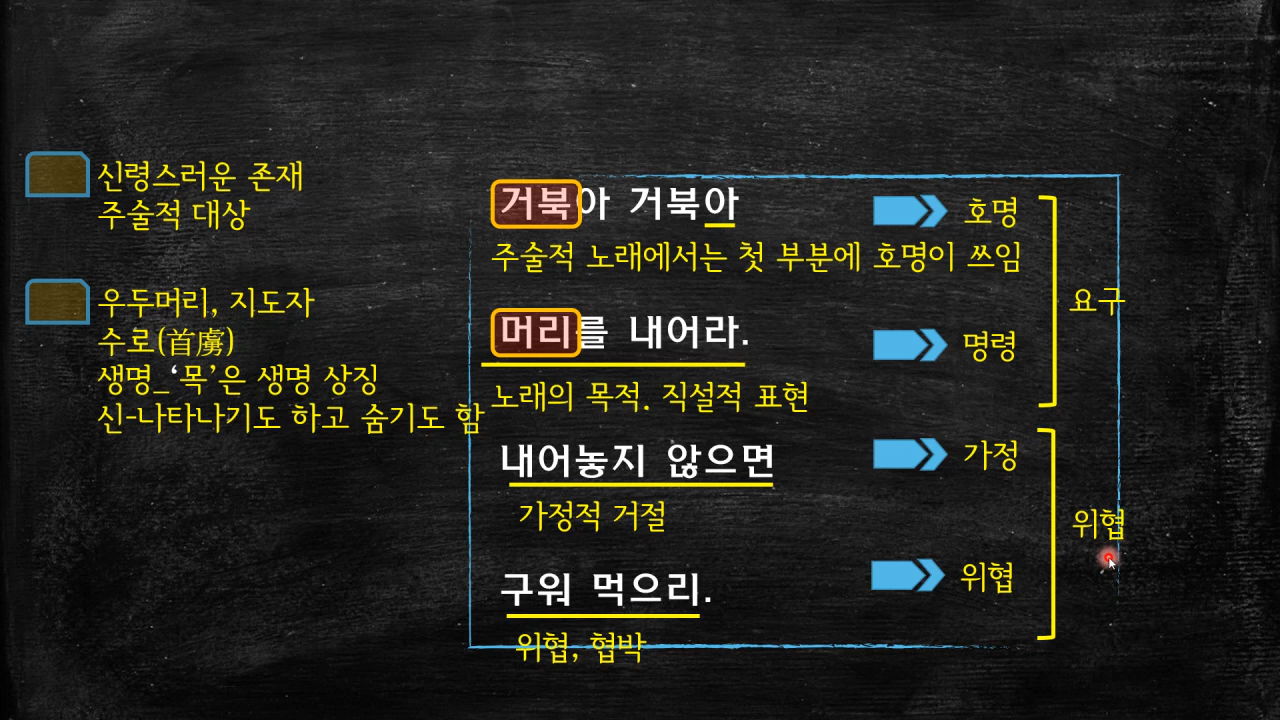 신령스러운 존재
주술적 대상
우두머리, 지도자
수로(首虜)
생명_‘목’은 생명 상징
신-나타나기도 하고 숨기도 함
거북아 거북아
호명
주술적 노래에서는 첫 부분에 호명이 쓰임
요구
머리를 내어라.
명령
노래의 목적. 직설적 표현
내어놓지 않으면
가정
가정적 거절
위협
구워 먹으리.
위협
위협, 협박